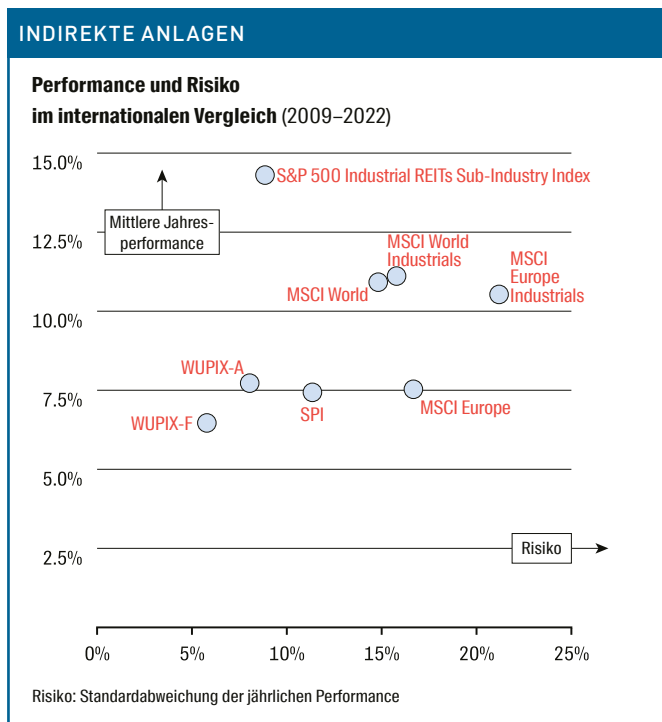 INDIREKTE ANLAGEN
Performance und Risiko
im internationalen Vergleich (2009–2022)
15.0%
S&P 500 Industrial REITs Sub-Industry Index
Mittlere Jahres-
performance
12.5%
MSCI World
Industrials
MSCI
Europe
Industrials
MSCI World
10.0%
WUPIX-A
7.5%
SPI
MSCI Europe
WUPIX-F
5.0%
2.5%
Risiko
0%
5%
10%
15%
20%
25%
Risiko: Standardabweichung der jährlichen Performance